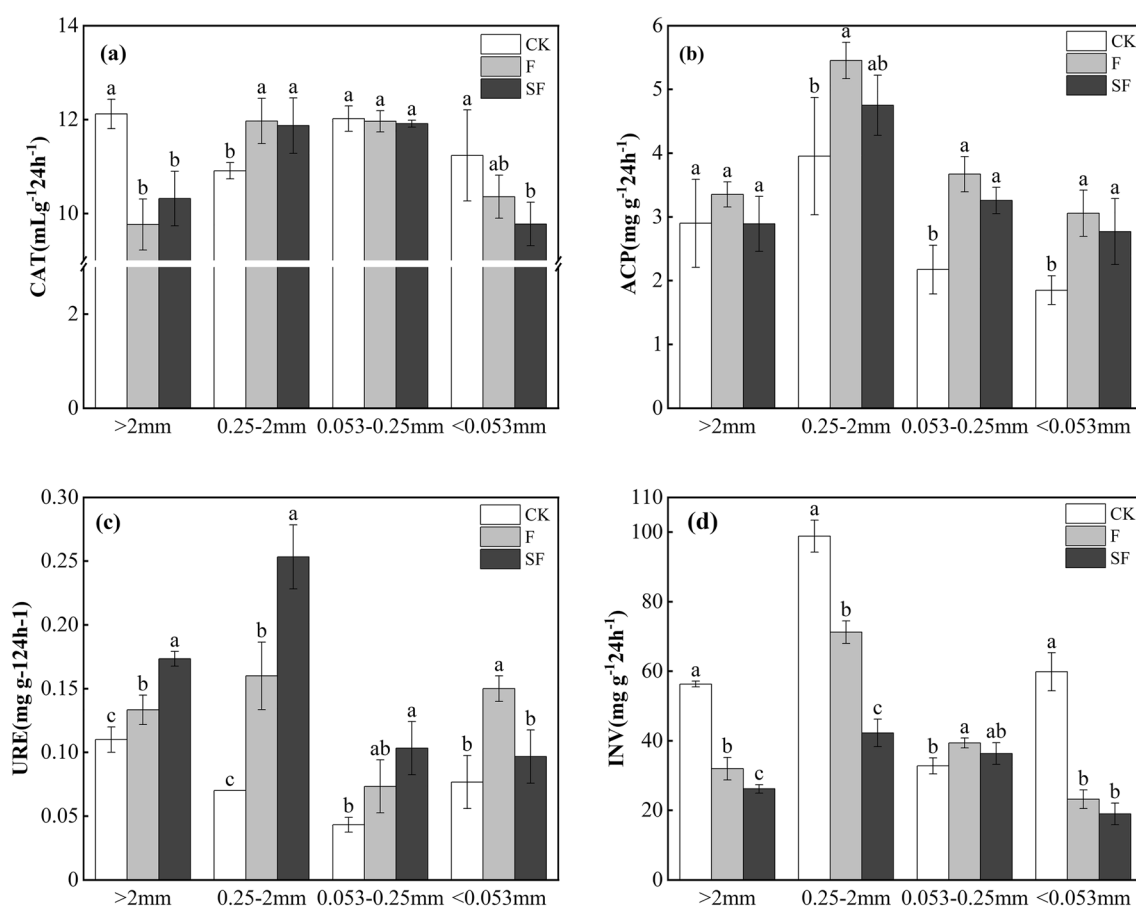 (a)
CK
F
SF
CAT(mLg⁻¹24h⁻¹)
14
12
10
2
0
a b b
b a a
a a a
a ab b
>2mm 0.25-2mm 0.053-0.25mm <0.053mm
(b)
CK
F
SF
ACP(mg g⁻¹24h⁻¹)
6
5
4
3
2
1
0
a a a
b a ab
b a a
b a a
>2mm 0.25-2mm 0.053-0.25mm <0.053mm
(c)
CK
F
SF
URE(mg g-124h-1)
0.30
0.25
0.20
0.15
0.10
0.05
0.00
c b a
c b a
b ab a
b a b
>2mm 0.25-2mm 0.053-0.25mm <0.053mm
(d)
CK
F
SF
INV(mg g⁻¹24h⁻¹)
110
100
80
60
40
20
0
a b c
a b c
b a ab
a b b
>2mm 0.25-2mm 0.053-0.25mm <0.053mm